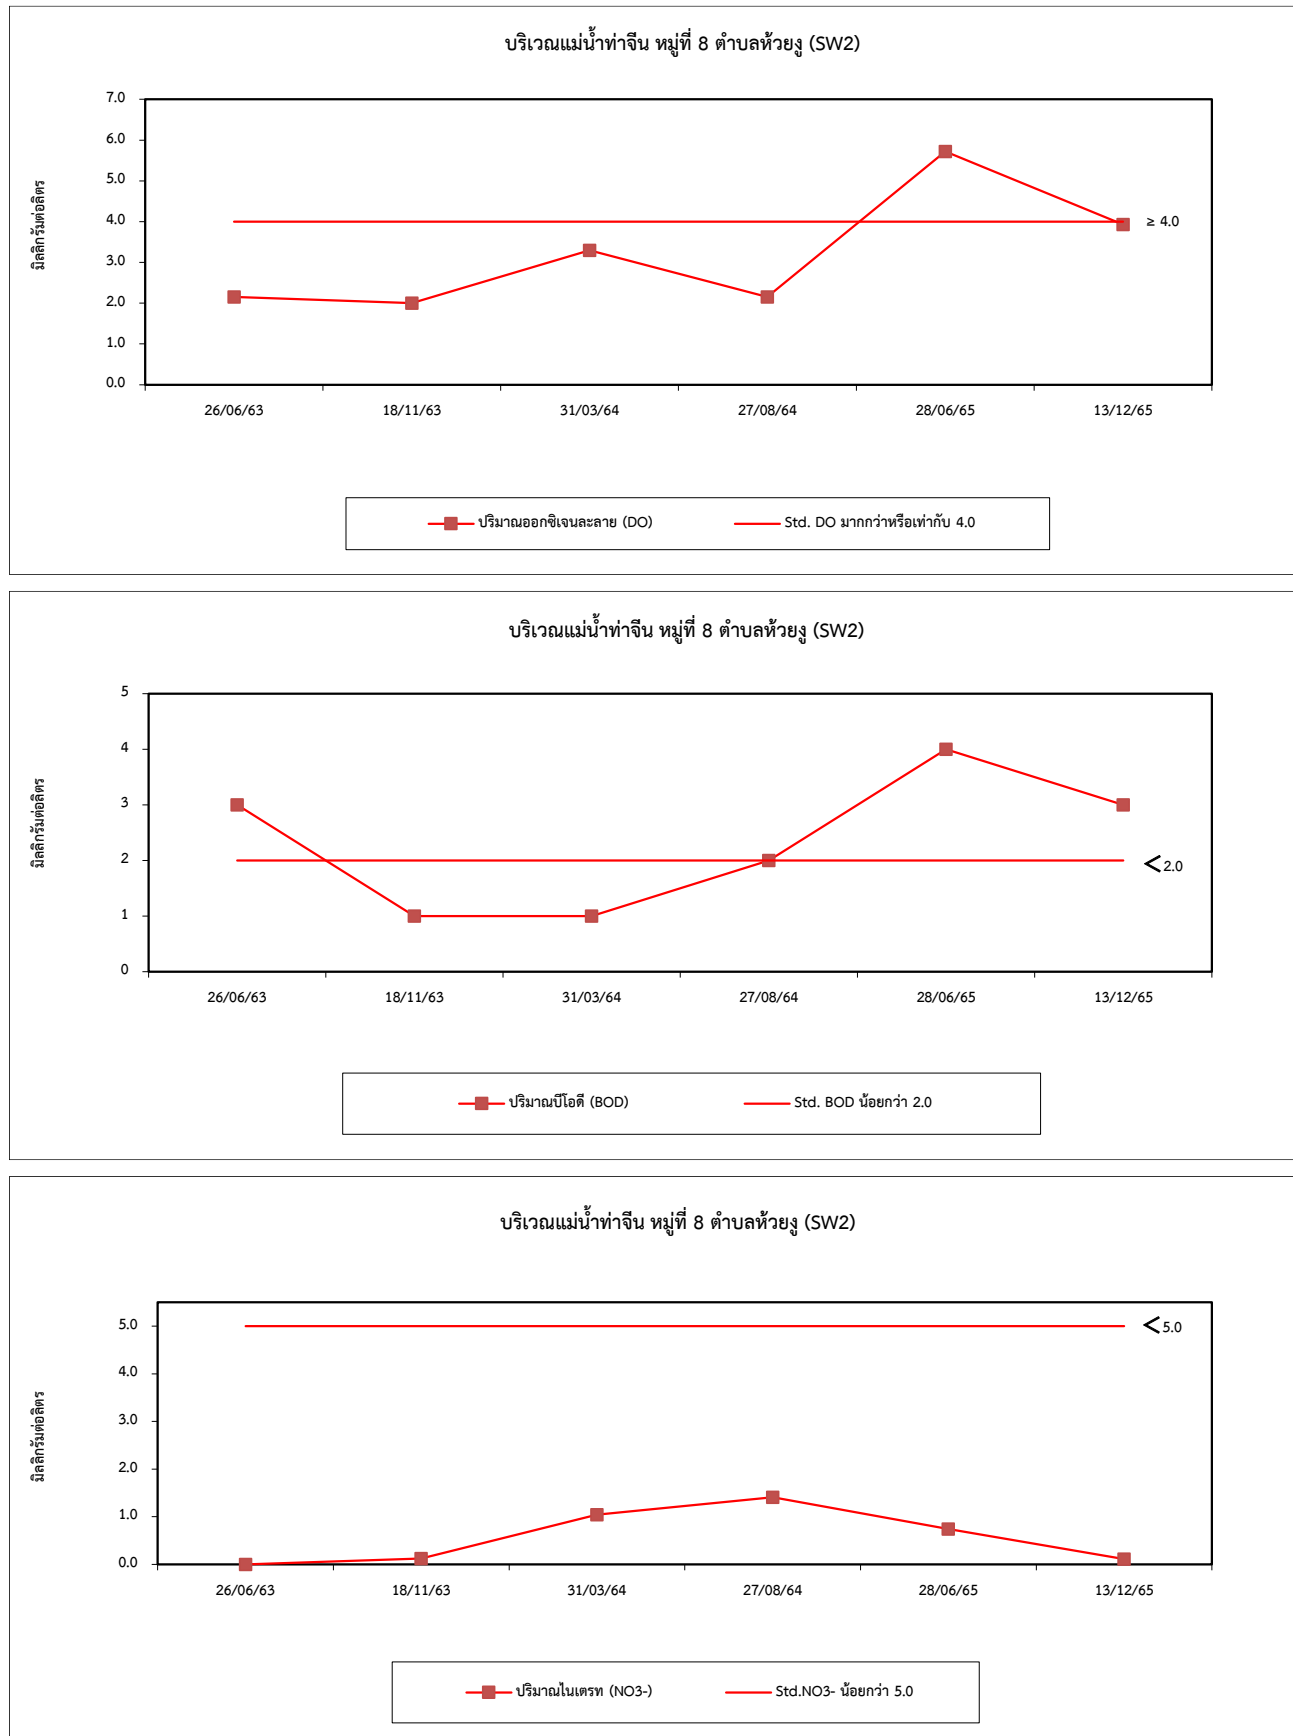 บริเวณแม่น้ำท่าจีน หมู่ที่ 8 ตำบลห้วยงู (SW2)
มิลลิกรัมต่อลิตร
7.0
6.0
5.0
4.0
3.0
2.0
1.0
0.0
≥ 4.0
26/06/63 18/11/63 31/03/64 27/08/64 28/06/65 13/12/65
ปริมาณออกซิเจนละลาย (DO) Std. DO มากกว่าหรือเท่ากับ 4.0
บริเวณแม่น้ำท่าจีน หมู่ที่ 8 ตำบลห้วยงู (SW2)
มิลลิกรัมต่อลิตร
5
4
3
2
1
0
<2.0
26/06/63 18/11/63 31/03/64 27/08/64 28/06/65 13/12/65
ปริมาณบีโอดี (BOD) Std. BOD น้อยกว่า 2.0
บริเวณแม่น้ำท่าจีน หมู่ที่ 8 ตำบลห้วยงู (SW2)
มิลลิกรัมต่อลิตร
5.0
4.0
3.0
2.0
1.0
0.0
<5.0
26/06/63 18/11/63 31/03/64 27/08/64 28/06/65 13/12/65
ปริมาณไนเตรท (NO3-) Std.NO3- น้อยกว่า 5.0